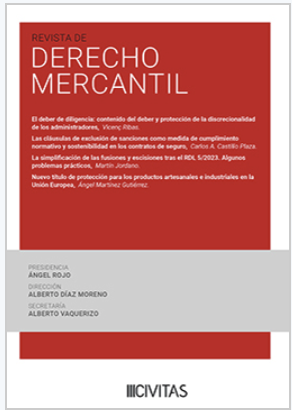 REVISTA DE
DERECHO
MERCANTIL
El deber de diligencia: contenido del deber y protección de la discrecionalidad
de los administradores, Vicenç Ribas.
Las cláusulas de exclusión de sanciones como medida de cumplimiento
normativo y sostenibilidad en los contratos de seguro, Carlos A. Castillo Plaza.
La simplificación de las fusiones y escisiones tras el RDL 5/2023. Algunos
problemas prácticos, Martín Jordano.
Nuevo título de protección para los productos artesanales e industriales en la
Unión Europea, Ángel Martínez Gutiérrez.
PRESIDENCIA
ÁNGEL ROJO
DIRECCIÓN
ALBERTO DÍAZ MORENO
SECRETARÍA
ALBERTO VAQUERIZO
CIVITAS